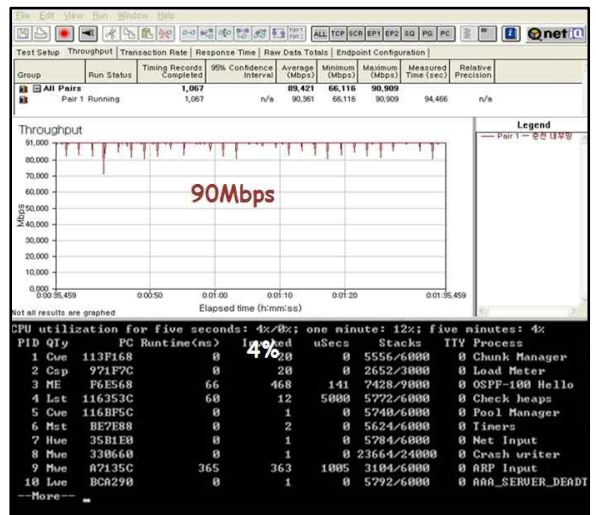 File Edit View Run Window Help
ALL TCP SCR EP1 EP2 SQ PG PC
Test Setup Throughput Transaction Rate Response Time Raw Data Totals Endpoint Configuration
Group Run Status Timing Records Completed 95% Confidence Interval Average (Mbps) Minimum (Mbps) Maximum (Mbps) Measured Time (sec) Relative Precision
All Pairs 1,067 89,421 66,116 90,909
Pair 1 Running 1,067 n/a 90,361 66,116 90,909 94,466 n/a
Throughput
Legend
Pair 1 —
91,000
80,000
70,000
60,000
90Mbps
50,000
Mbps
30,000
20,000
10,000
0,000
0:00:35,459 0:00:50 0:01:00 0:01:10 0:01:20 0:01:35,459
Elapsed time (h:mm:ss)
Not all results are graphed
CPU utilization for five seconds: 4%/0%; one minute: 12%; five minutes: 4%
PID QTy PC Runtime(ms) Invoked uSecs Stacks TTY Process
4%
1 Cwe 113F168 0 20 0 5556/6000 0 Chunk Manager
2 Csp 971F7C 0 20 0 2652/3000 0 Load Meter
3 ME F6E568 66 468 141 7428/9000 0 OSPF-100 Hello
4 Lst 116353C 60 12 5000 5772/6000 0 Check heaps
5 Cwe 116BF5C 0 1 0 5740/6000 0 Pool Manager
6 Mst BE7E88 0 2 0 5624/6000 0 Timers
7 Hwe 35B1E0 0 1 0 5784/6000 0 Net Input
8 Mwe 330660 0 1 0 23664/24000 0 Crash writer
9 Mwe A7135C 365 363 1005 3104/6000 0 ARP Input
10 Lwe BCA290 0 1 0 5792/6000 0 AAA_SERVER_DEADT
--More--